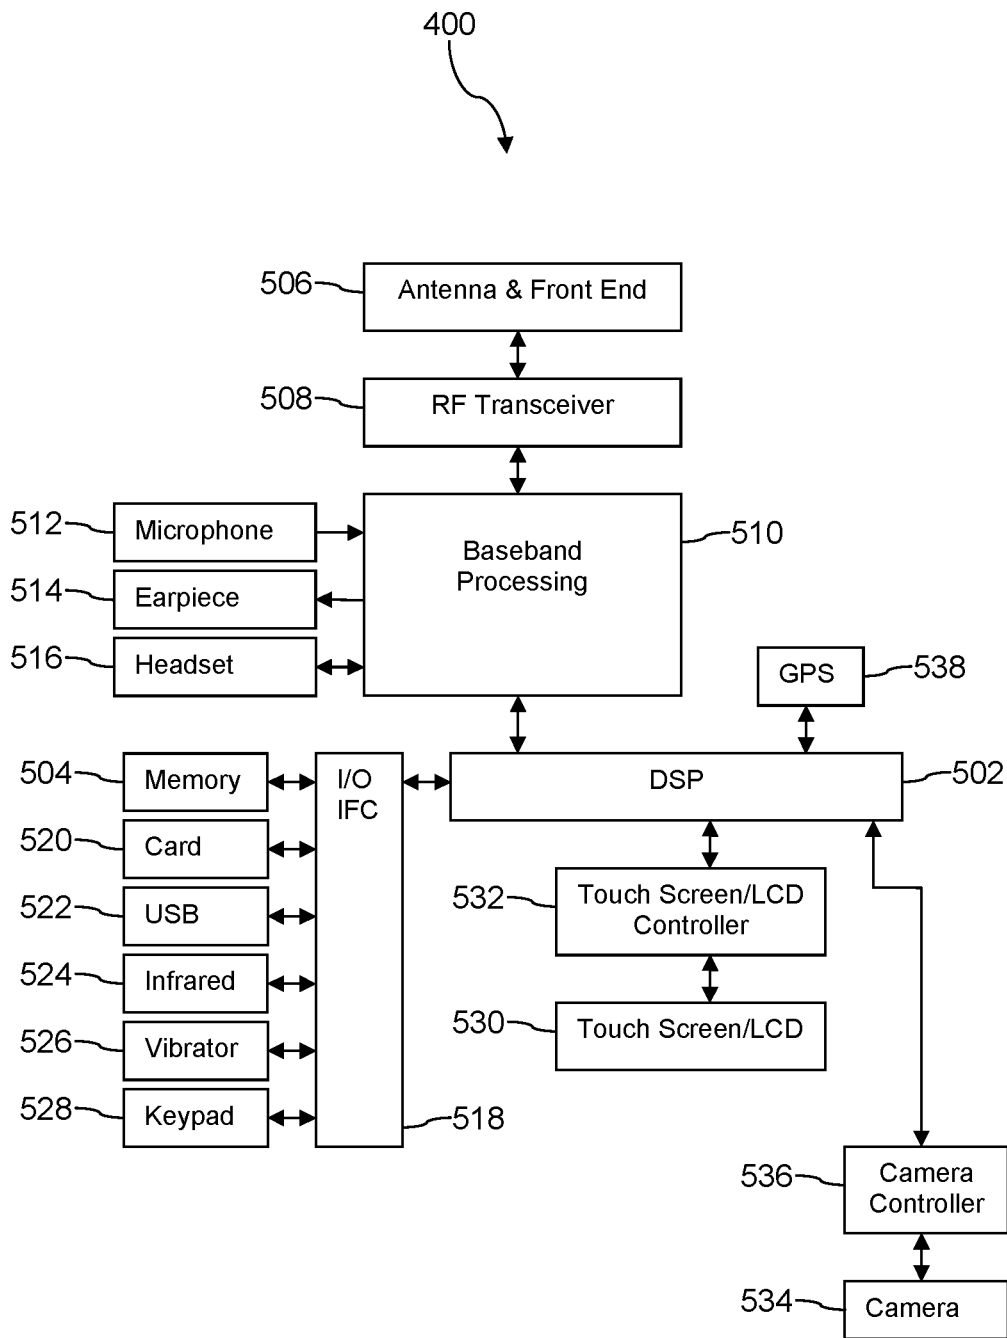 400
506
Antenna & Front End
508
RF Transceiver
512
Microphone
Baseband
Processing
510
514
Earpiece
516
Headset
GPS
538
504
Memory
I/O
IFC
DSP
502
520
Card
522
USB
532
Touch Screen/LCD
Controller
524
Infrared
530
Touch Screen/LCD
526
Vibrator
528
Keypad
518
536
Camera
Controller
534
Camera